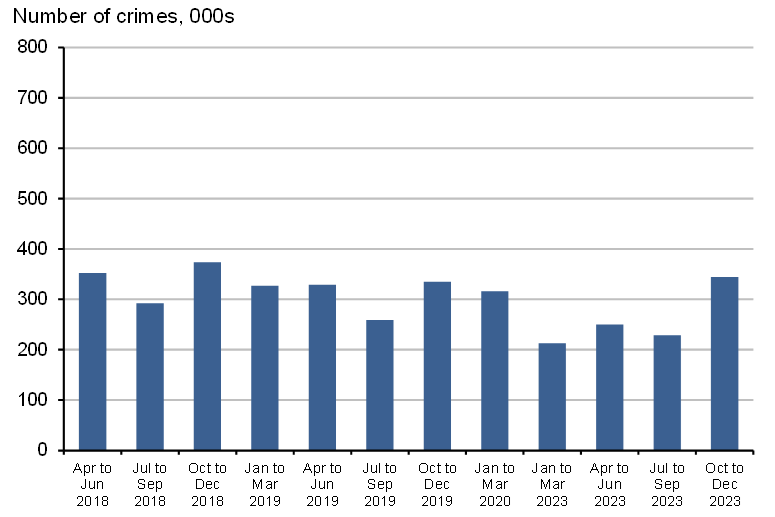 Number of crimes, 000s
800
700
600
500
400
300
200
100
0
Apr to Jul to Oct to Jan to Apr to Jul to Oct to Jan to Jan to Apr to Jul to Oct to
Jun Sep Dec Mar Jun Sep Dec Mar Mar Jun Sep Dec
2018 2018 2018 2019 2019 2019 2019 2020 2023 2023 2023 2023